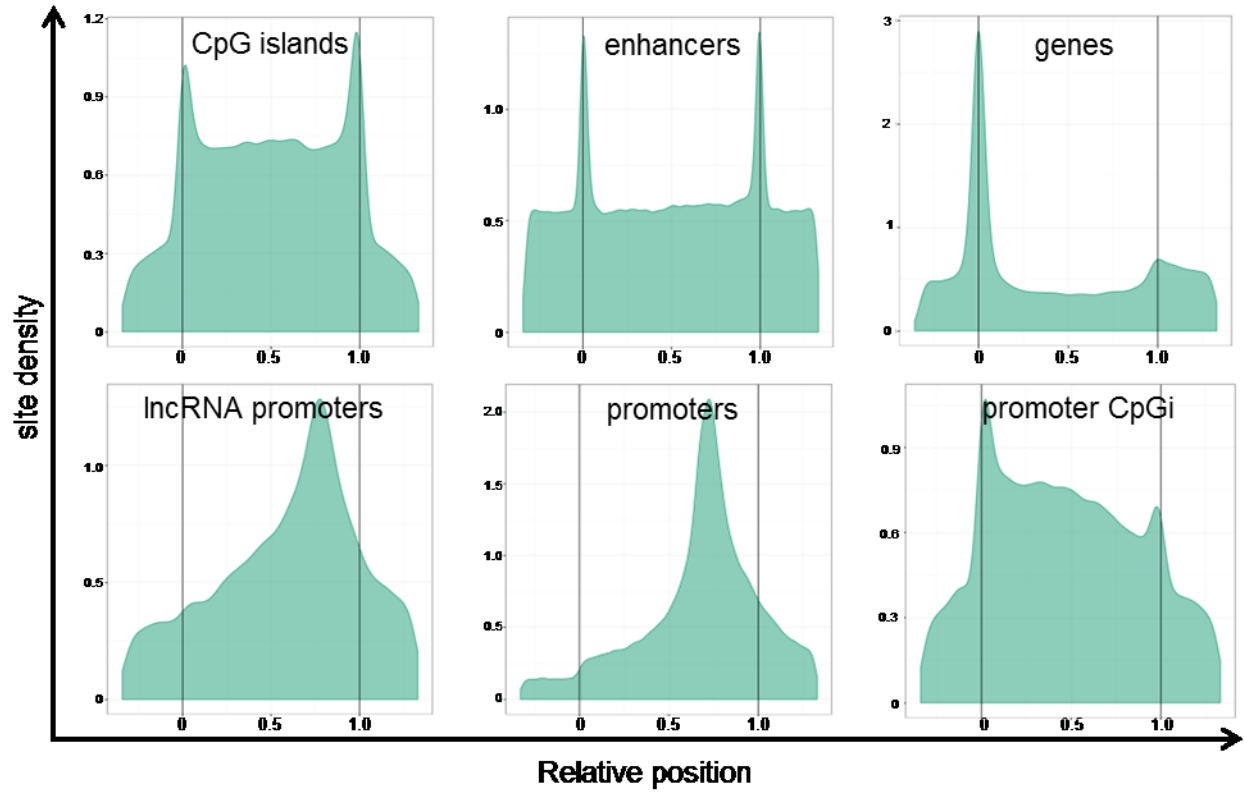 CpG islands
1.2
0.9
0.6
0.3
0
0 0.5 1.0
enhancers
1.0
0.5
0
0 0.5 1.0
genes
3
2
1
0
0 0.5 1.0
lncRNA promoters
1.0
0.5
0
0 0.5 1.0
promoters
2.0
1.5
1.0
0.5
0
0 0.5 1.0
promoter CpGi
0.9
0.6
0.3
0
0 0.5 1.0
site density
Relative position